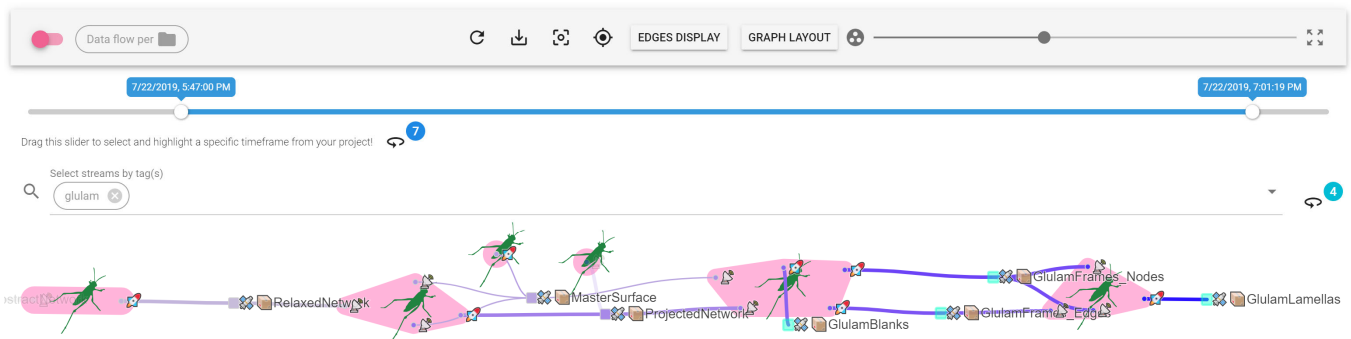 Data flow per
EDGES DISPLAY
GRAPH LAYOUT
7/22/2019, 5:47:00 PM
7/22/2019, 7:01:19 PM
Drag this slider to select and highlight a specific timeframe from your project!
7
Select streams by tag(s)
glulam
4
GlulamFrames_Nodes
RelaxedNetwork
MasterSurface
GlulamLamellas
ProjectedNetwork
GlulamFrames_Edges
GlulamBlanks